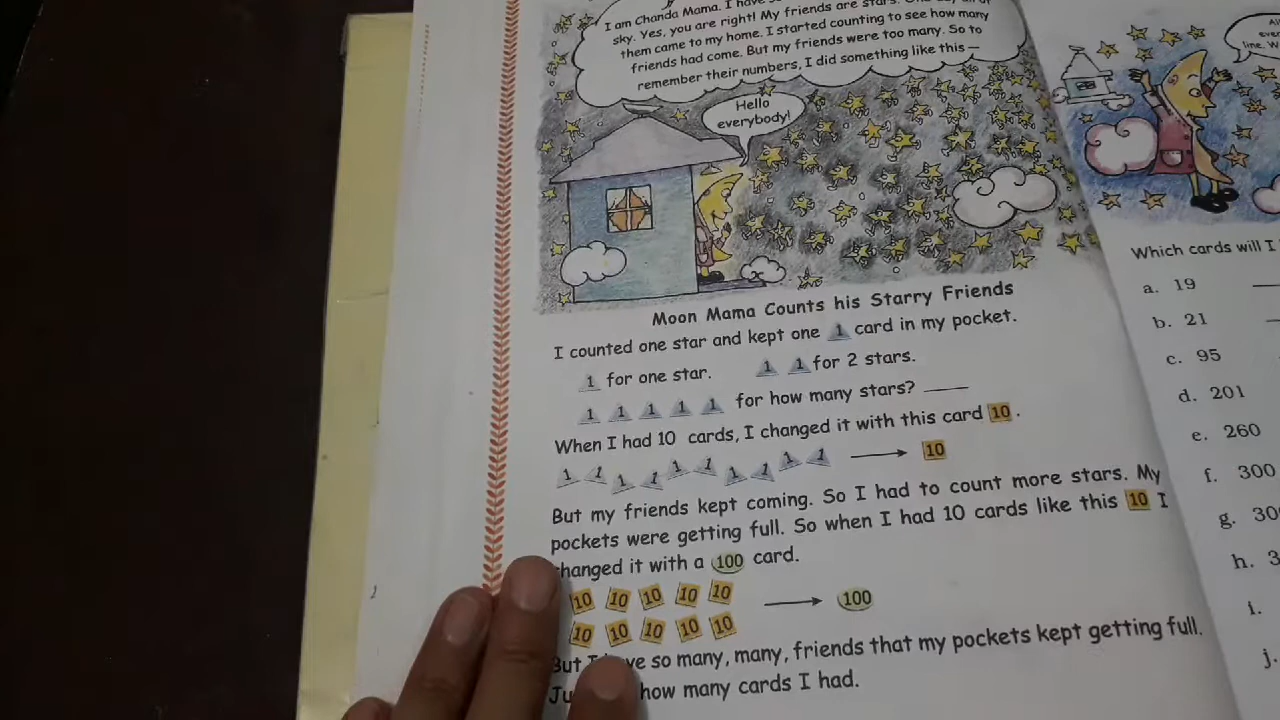 I am Chanda Mama. I have
sky. Yes, you are right! My friends are stars.
them came to my home. I started counting to see how many
friends had come. But my friends were too many. So to
remember their numbers, I did something like this —
Hello
everybody!
Moon Mama Counts his Starry Friends
I counted one star and kept one 1 card in my pocket.
1 for one star. 1 1 for 2 stars.
1 1 1 1 1 for how many stars? ____
When I had 10 cards, I changed it with this card 10 .
1 1 1 1 1 1 1 1 1 1 → 10
But my friends kept coming. So I had to count more stars. My
pockets were getting full. So when I had 10 cards like this 10 I
changed it with a 100 card.
10 10 10 10 10 → 100
10 10 10 10 10
But I have so many, many, friends that my pockets kept getting full.
how many cards I had.
line. W
Which cards will I
a. 19
b. 21
c. 95
d. 201
e. 260
f. 300
g. 30
h. 3
i.
j.